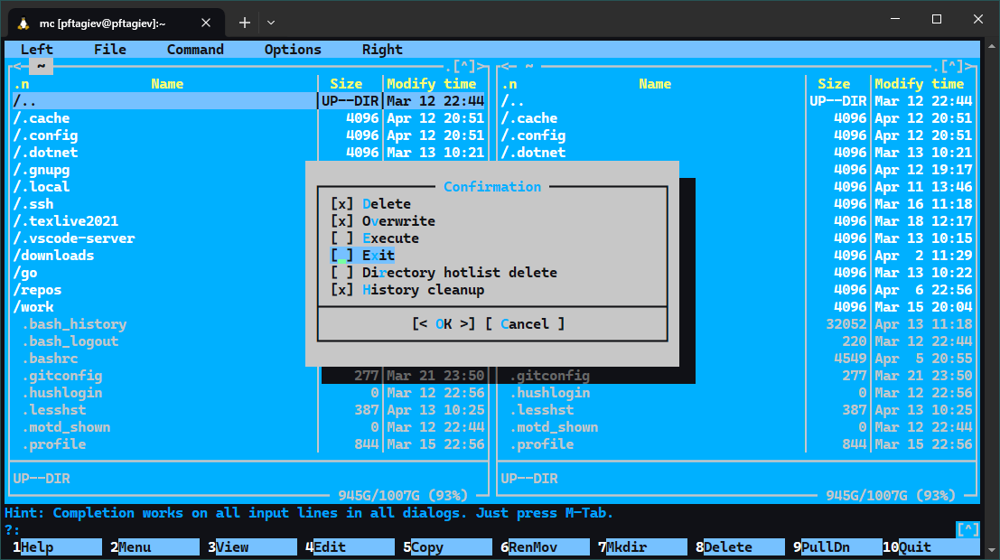 mc [pftagiev@pftagiev]:~
Left File Command Options Right
<─ ~ .[^]> <─ ~ .[^]>
.n Name Size Modify time .n Name Size Modify time
/.. UP--DIR Mar 12 22:44 /.. UP--DIR Mar 12 22:44
/.cache 4096 Apr 12 20:51 /.cache 4096 Apr 12 20:51
/.config 4096 Apr 12 20:51 /.config 4096 Apr 12 20:51
/.dotnet 4096 Mar 13 10:21 /.dotnet 4096 Mar 13 10:21
/.gnupg 4096 Apr 12 19:17
/.local Confirmation 4096 Apr 11 13:46
/.ssh [x] Delete 4096 Mar 16 11:18
/.texlive2021 [x] Overwrite 4096 Mar 18 12:17
/.vscode-server [ ] Execute 4096 Mar 13 10:15
/downloads [ ] Exit 4096 Apr 2 11:29
/go [ ] Directory hotlist delete 4096 Mar 13 10:22
/repos [x] History cleanup 4096 Apr 6 22:56
/work 4096 Mar 15 20:04
.bash_history [< OK >] [ Cancel ] 32052 Apr 13 11:18
.bash_logout 220 Mar 12 22:44
.bashrc 4549 Apr 5 20:55
.gitconfig 277 Mar 21 23:50 .gitconfig 277 Mar 21 23:50
.hushlogin 0 Mar 12 22:56 .hushlogin 0 Mar 12 22:56
.lesshst 387 Apr 13 10:25 .lesshst 387 Apr 13 10:25
.motd_shown 0 Mar 12 22:44 .motd_shown 0 Mar 12 22:44
.profile 844 Mar 15 22:56 .profile 844 Mar 15 22:56
UP--DIR UP--DIR
945G/1007G (93%) 945G/1007G (93%)
Hint: Completion works on all input lines in all dialogs. Just press M-Tab.
?: [^]
1Help 2Menu 3View 4Edit 5Copy 6RenMov 7Mkdir 8Delete 9PullDn 10Quit